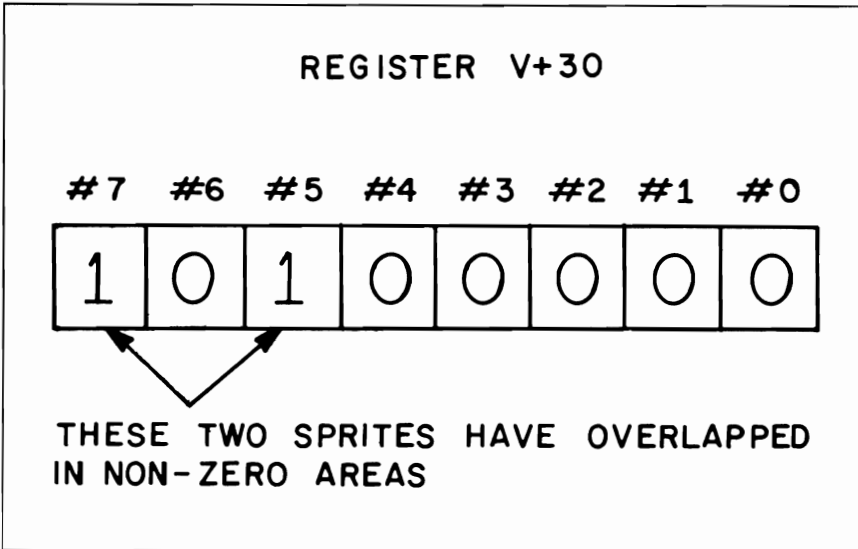 REGISTER V+30
#7 #6 #5 #4 #3 #2 #1 #0
1 0 1 0 0 0 0 0
THESE TWO SPRITES HAVE OVERLAPPED
IN NON-ZERO AREAS